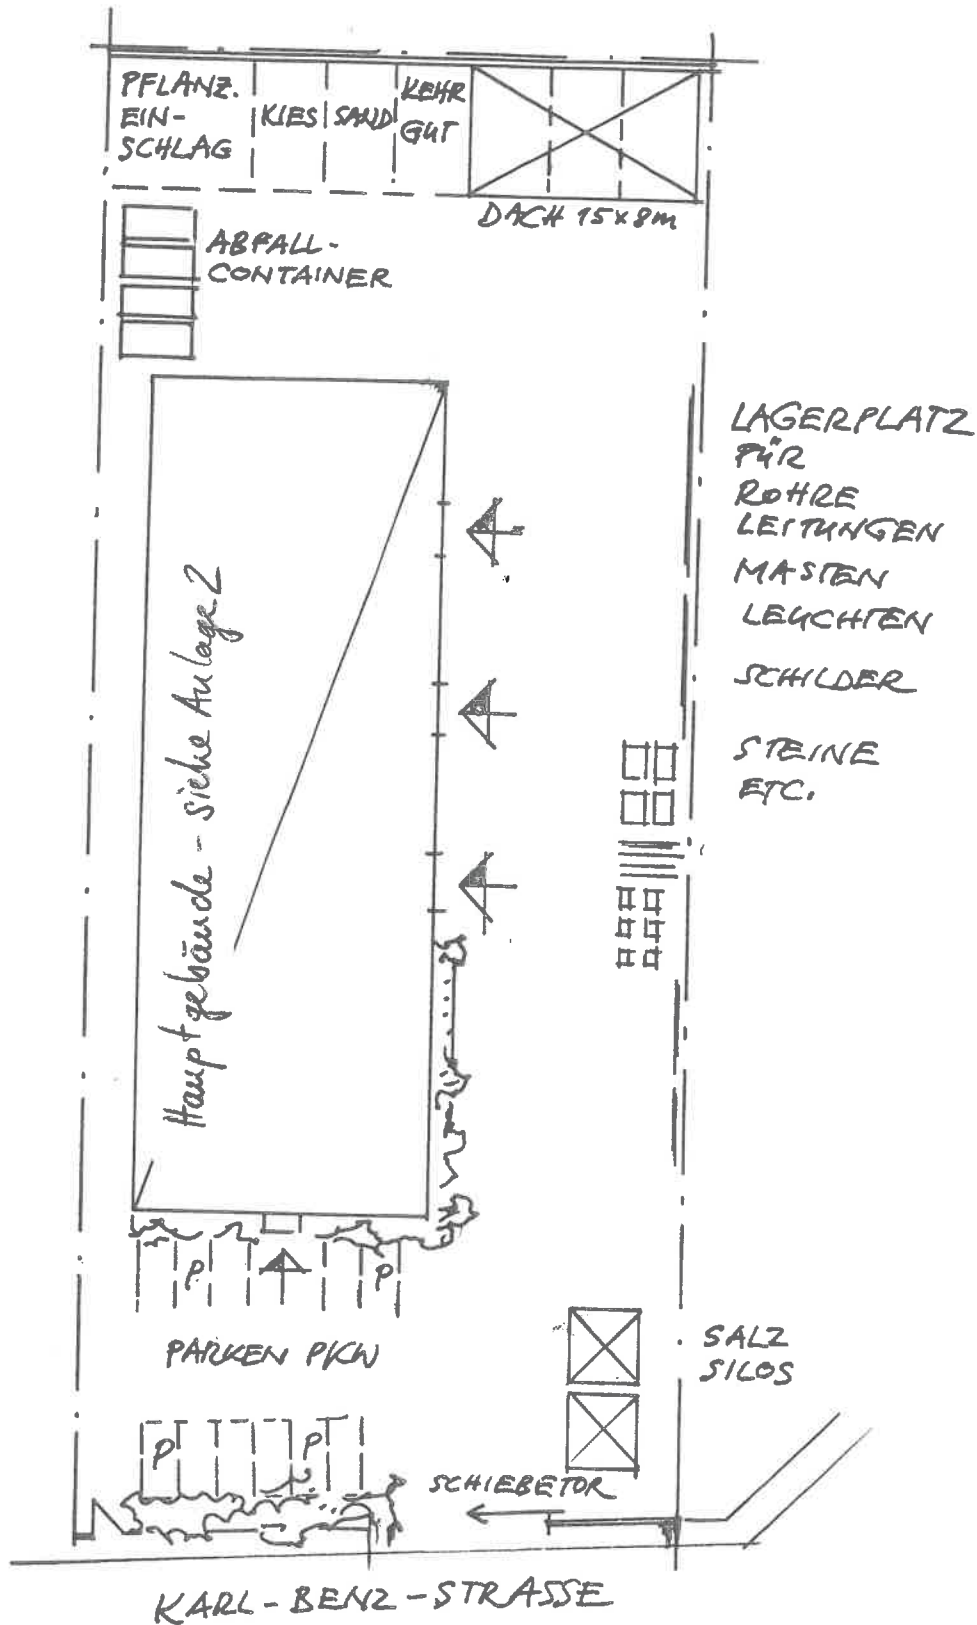 PFLANZ.
EIN-
SCHLAG
KIES
SAND
KEHR
GUT
DACH 15x8m
ABFALL-
CONTAINER
LAGERPLATZ
FÜR
ROHRE
LEITUNGEN
MASTEN
LEUCHTEN
SCHILDER
STEINE
ETC.
Hauptgebäude - siehe Anlage 2
P
P
PARKEN PKW
SALZ
SILOS
P
P
SCHIEBETOR
KARL-BENZ-STRASSE